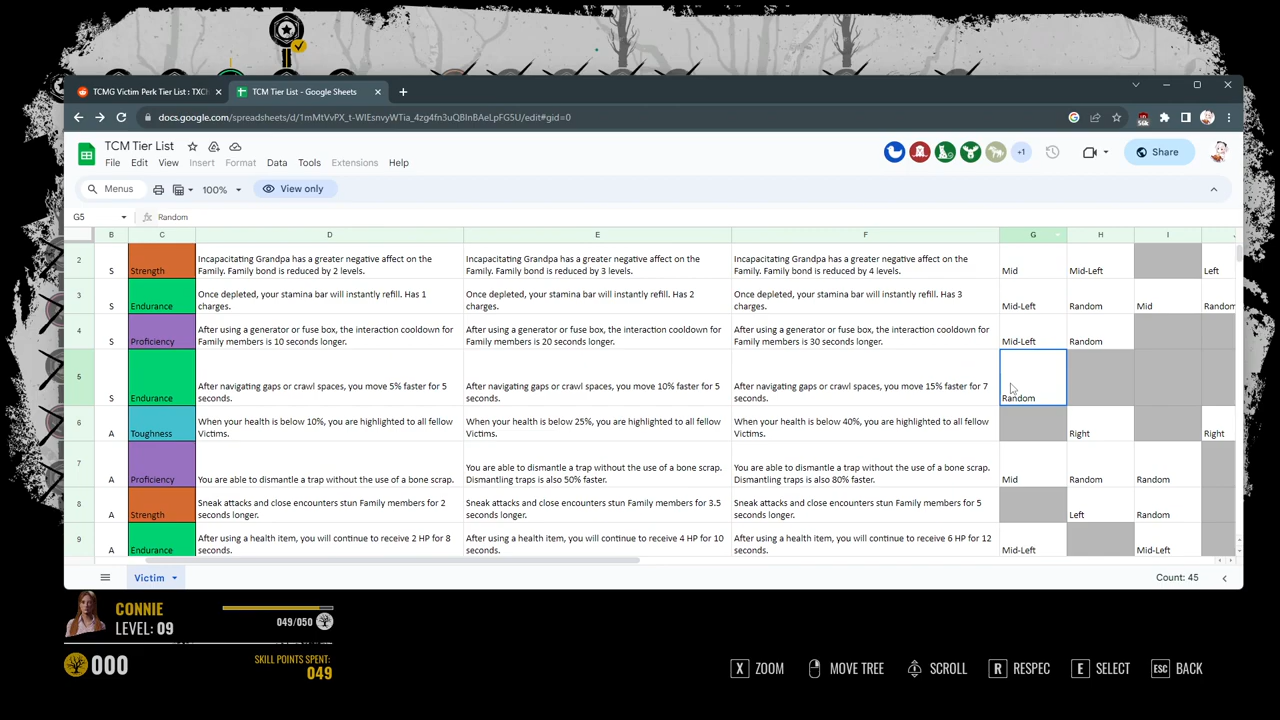 TCMG Victim Perk Tier List : TXCH
TCM Tier List - Google Sheets
docs.google.com/spreadsheets/d/1mMtVvPX_t-WIEsnvyWTia_4zg4fn3uQBInBAeLpFG5U/edit#gid=0
TCM Tier List
File Edit View Insert Format Data Tools Extensions Help
+1
Share
Menus
100%
View only
G5
Random
B C D E F G H I
2 S Strength Incapacitating Grandpa has a greater negative affect on the Incapacitating Grandpa has a greater negative affect on the Incapacitating Grandpa has a greater negative affect on the
Family. Family bond is reduced by 2 levels. Family. Family bond is reduced by 3 levels. Family. Family bond is reduced by 4 levels. Mid Mid-Left Left
3 S Endurance Once depleted, your stamina bar will instantly refill. Has 1 Once depleted, your stamina bar will instantly refill. Has 2 Once depleted, your stamina bar will instantly refill. Has 3
charges. charges. charges. Mid-Left Random Mid Random
4 S Proficiency After using a generator or fuse box, the interaction cooldown for After using a generator or fuse box, the interaction cooldown for After using a generator or fuse box, the interaction cooldown for
Family members is 10 seconds longer. Family members is 20 seconds longer. Family members is 30 seconds longer. Mid-Left Random
5 S Endurance After navigating gaps or crawl spaces, you move 5% faster for 5 After navigating gaps or crawl spaces, you move 10% faster for 5 After navigating gaps or crawl spaces, you move 15% faster for 7
seconds. seconds. seconds. Random
6 A Toughness When your health is below 10%, you are highlighted to all fellow When your health is below 25%, you are highlighted to all fellow When your health is below 40%, you are highlighted to all fellow
Victims. Victims. Victims. Right Right
7 A Proficiency You are able to dismantle a trap without the use of a bone scrap. You are able to dismantle a trap without the use of a bone scrap.
You are able to dismantle a trap without the use of a bone scrap. Dismantling traps is also 50% faster. Dismantling traps is also 80% faster. Mid Random Random
8 A Strength Sneak attacks and close encounters stun Family members for 2 Sneak attacks and close encounters stun Family members for 3.5 Sneak attacks and close encounters stun Family members for 5
seconds longer. seconds longer. seconds longer. Left Random
9 A Endurance After using a health item, you will continue to receive 2 HP for 8 After using a health item, you will continue to receive 4 HP for 10 After using a health item, you will continue to receive 6 HP for 12
seconds. seconds. seconds. Mid-Left Mid-Left
Victim
Count: 45
CONNIE
LEVEL: 09
049/050
000
SKILL POINTS SPENT:
049
X ZOOM MOVE TREE SCROLL R RESPEC E SELECT ESC BACK